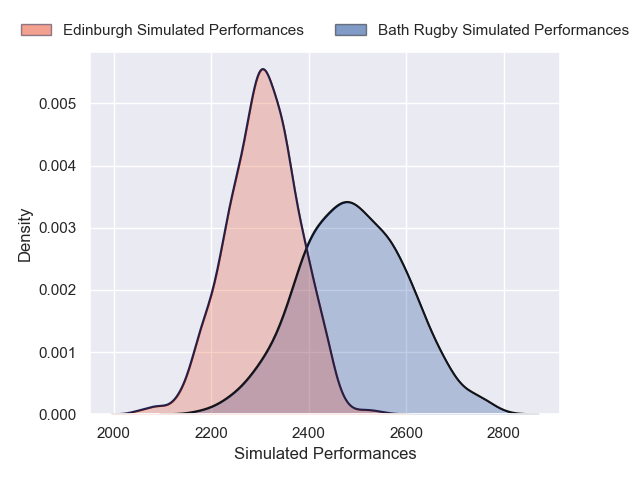 Edinburgh Simulated Performances Bath Rugby Simulated Performances
0.005
0.004
0.003
0.002
0.001
0.000
Density
2000 2200 2400 2600 2800
Simulated Performances